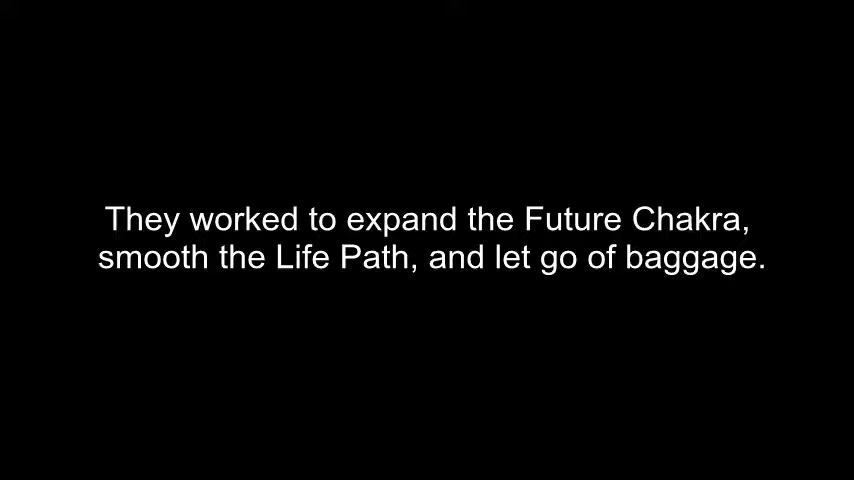 They worked to expand the Future Chakra,
smooth the Life Path, and let go of baggage.